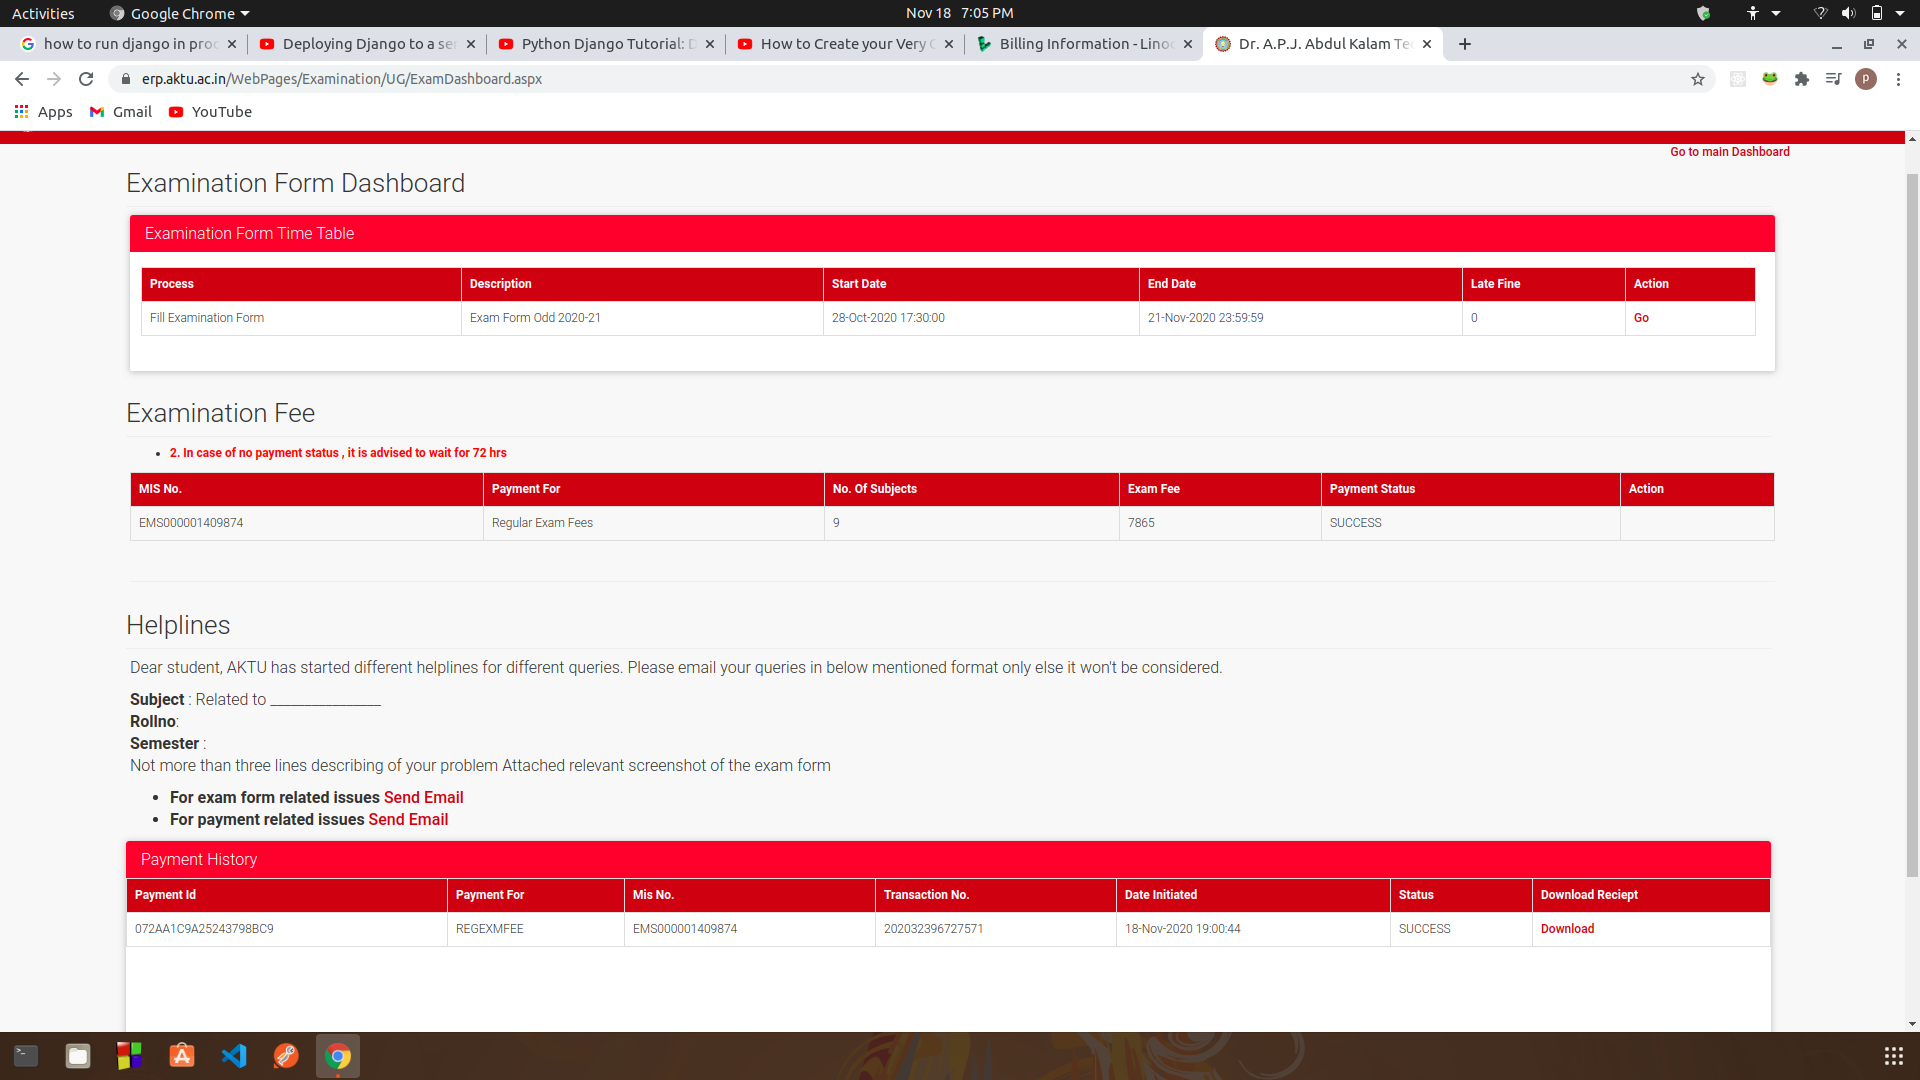 Activities Google Chrome Nov 18 7:05 PM
how to run django in pro Deploying Django to a se Python Django Tutorial: D How to Create your Very Billing Information - Lino Dr. A.P.J. Abdul Kalam Te
erp.aktu.ac.in/WebPages/Examination/UG/ExamDashboard.aspx P
Apps Gmail YouTube
Go to main Dashboard
Examination Form Dashboard
Examination Form Time Table
Process Description Start Date End Date Late Fine Action
Fill Examination Form Exam Form Odd 2020-21 28-Oct-2020 17:30:00 21-Nov-2020 23:59:59 0 Go
Examination Fee
• 2. In case of no payment status , it is advised to wait for 72 hrs
MIS No. Payment For No. Of Subjects Exam Fee Payment Status Action
EMS000001409874 Regular Exam Fees 9 7865 SUCCESS
Helplines
Dear student, AKTU has started different helplines for different queries. Please email your queries in below mentioned format only else it won't be considered.
Subject : Related to ________________
Rollno:
Semester :
Not more than three lines describing of your problem Attached relevant screenshot of the exam form
• For exam form related issues Send Email
• For payment related issues Send Email
Payment History
Payment Id Payment For Mis No. Transaction No. Date Initiated Status Download Reciept
072AA1C9A25243798BC9 REGEXMFEE EMS000001409874 202032396727571 18-Nov-2020 19:00:44 SUCCESS Download